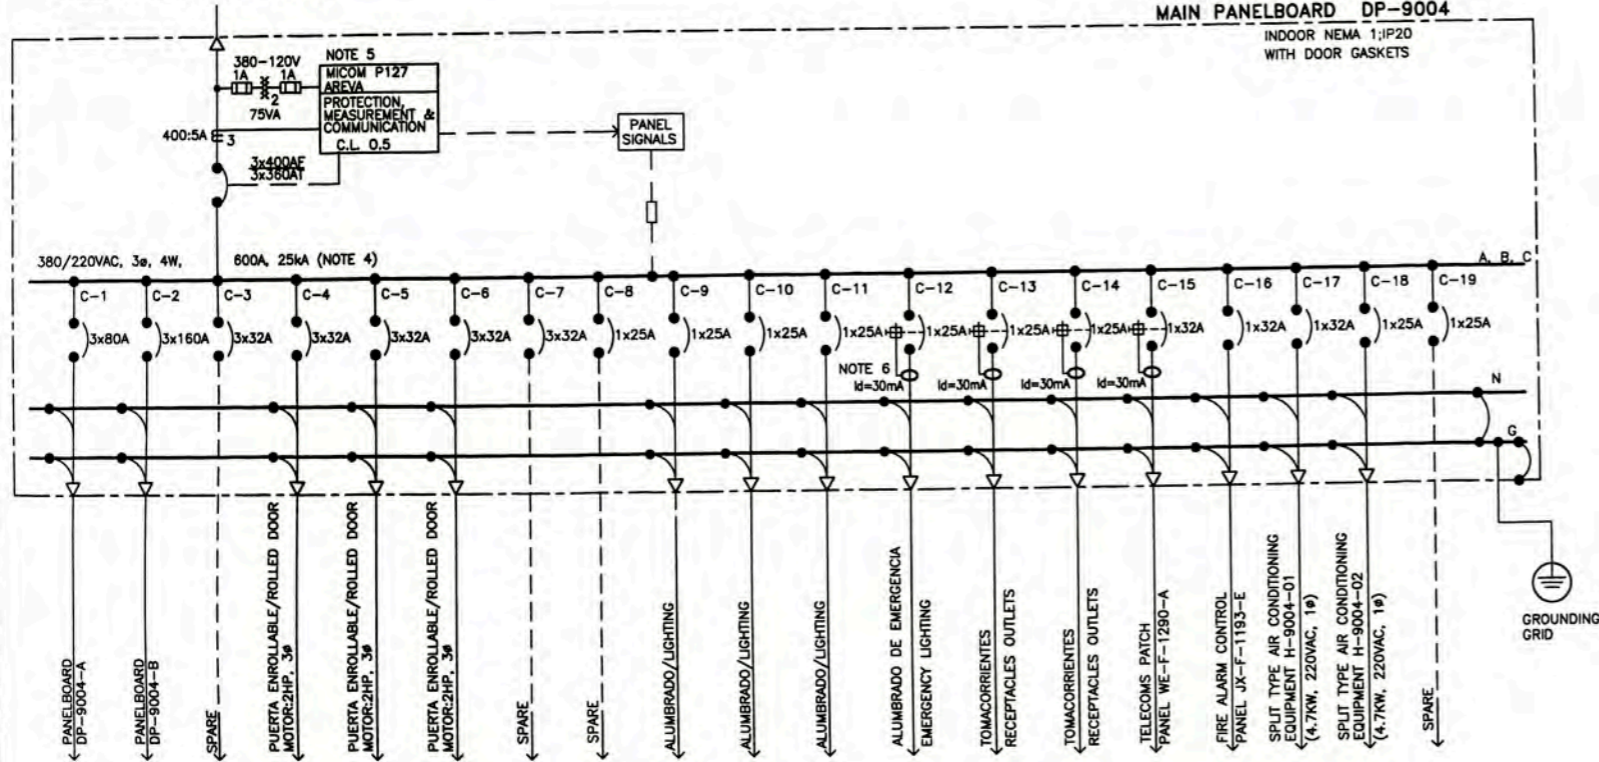 MAIN PANELBOARD DP-9004
INDOOR NEMA 1;IP20
WITH DOOR GASKETS
380-120V
1A 1A
2
75VA
NOTE 5
MICOM P127
AREVA
PROTECTION,
MEASUREMENT &
COMMUNICATION
C.L. 0.5
400:5A
3
3x400AF
3x360AT
PANEL
SIGNALS
380/220VAC, 3ø, 4W,
600A, 25kA (NOTE 4)
A, B, C
C-1
C-2
C-3
C-4
C-5
C-6
C-7
C-8
C-9
C-10
C-11
C-12
C-13
C-14
C-15
C-16
C-17
C-18
C-19
3x80A
3x160A
3x32A
3x32A
3x32A
3x32A
3x32A
1x25A
1x25A
1x25A
1x25A
1x25A
1x25A
1x25A
1x32A
1x32A
1x32A
1x25A
1x25A
NOTE 6
Id=30mA
Id=30mA
Id=30mA
Id=30mA
N
G
PANELBOARD
DP-9004-A
PANELBOARD
DP-9004-B
SPARE
PUERTA ENROLLABLE/ROLLED DOOR
MOTOR:2HP, 3ø
PUERTA ENROLLABLE/ROLLED DOOR
MOTOR:2HP, 3ø
PUERTA ENROLLABLE/ROLLED DOOR
MOTOR:2HP, 3ø
SPARE
SPARE
ALUMBRADO/LIGHTING
ALUMBRADO/LIGHTING
ALUMBRADO/LIGHTING
ALUMBRADO DE EMERGENCIA
EMERGENCY LIGHTING
TOMACORRIENTES
RECEPTACLES OUTLETS
TOMACORRIENTES
RECEPTACLES OUTLETS
TELECOMS PATCH
PANEL WE-F-1290-A
FIRE ALARM CONTROL
PANEL JX-F-1193-E
SPLIT TYPE AIR CONDITIONING
EQUIPMENT H-9004-01
(4.7KW, 220VAC, 1ø)
SPLIT TYPE AIR CONDITIONING
EQUIPMENT H-9004-02
(4.7KW, 220VAC, 1ø)
SPARE
GROUNDING
GRID